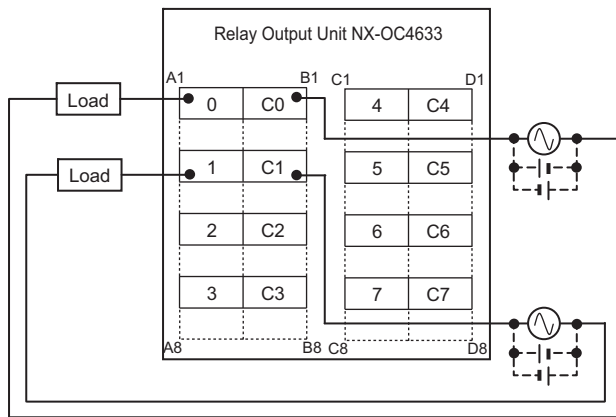 Relay Output Unit NX-OC4633
A1 B1 C1 D1
Load
0 C0 4 C4
Load
1 C1 5 C5
2 C2 6 C6
3 C3 7 C7
A8 B8 C8 D8